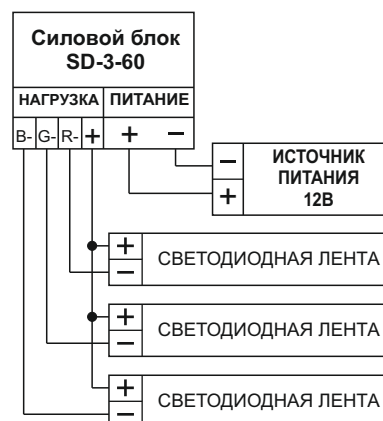 Силовой блок
SD-3-60
НАГРУЗКА ПИТАНИЕ
B- G- R- + + −
− ИСТОЧНИК
ПИТАНИЯ
+ 12В
+
− СВЕТОДИОДНАЯ ЛЕНТА
+
− СВЕТОДИОДНАЯ ЛЕНТА
+
− СВЕТОДИОДНАЯ ЛЕНТА